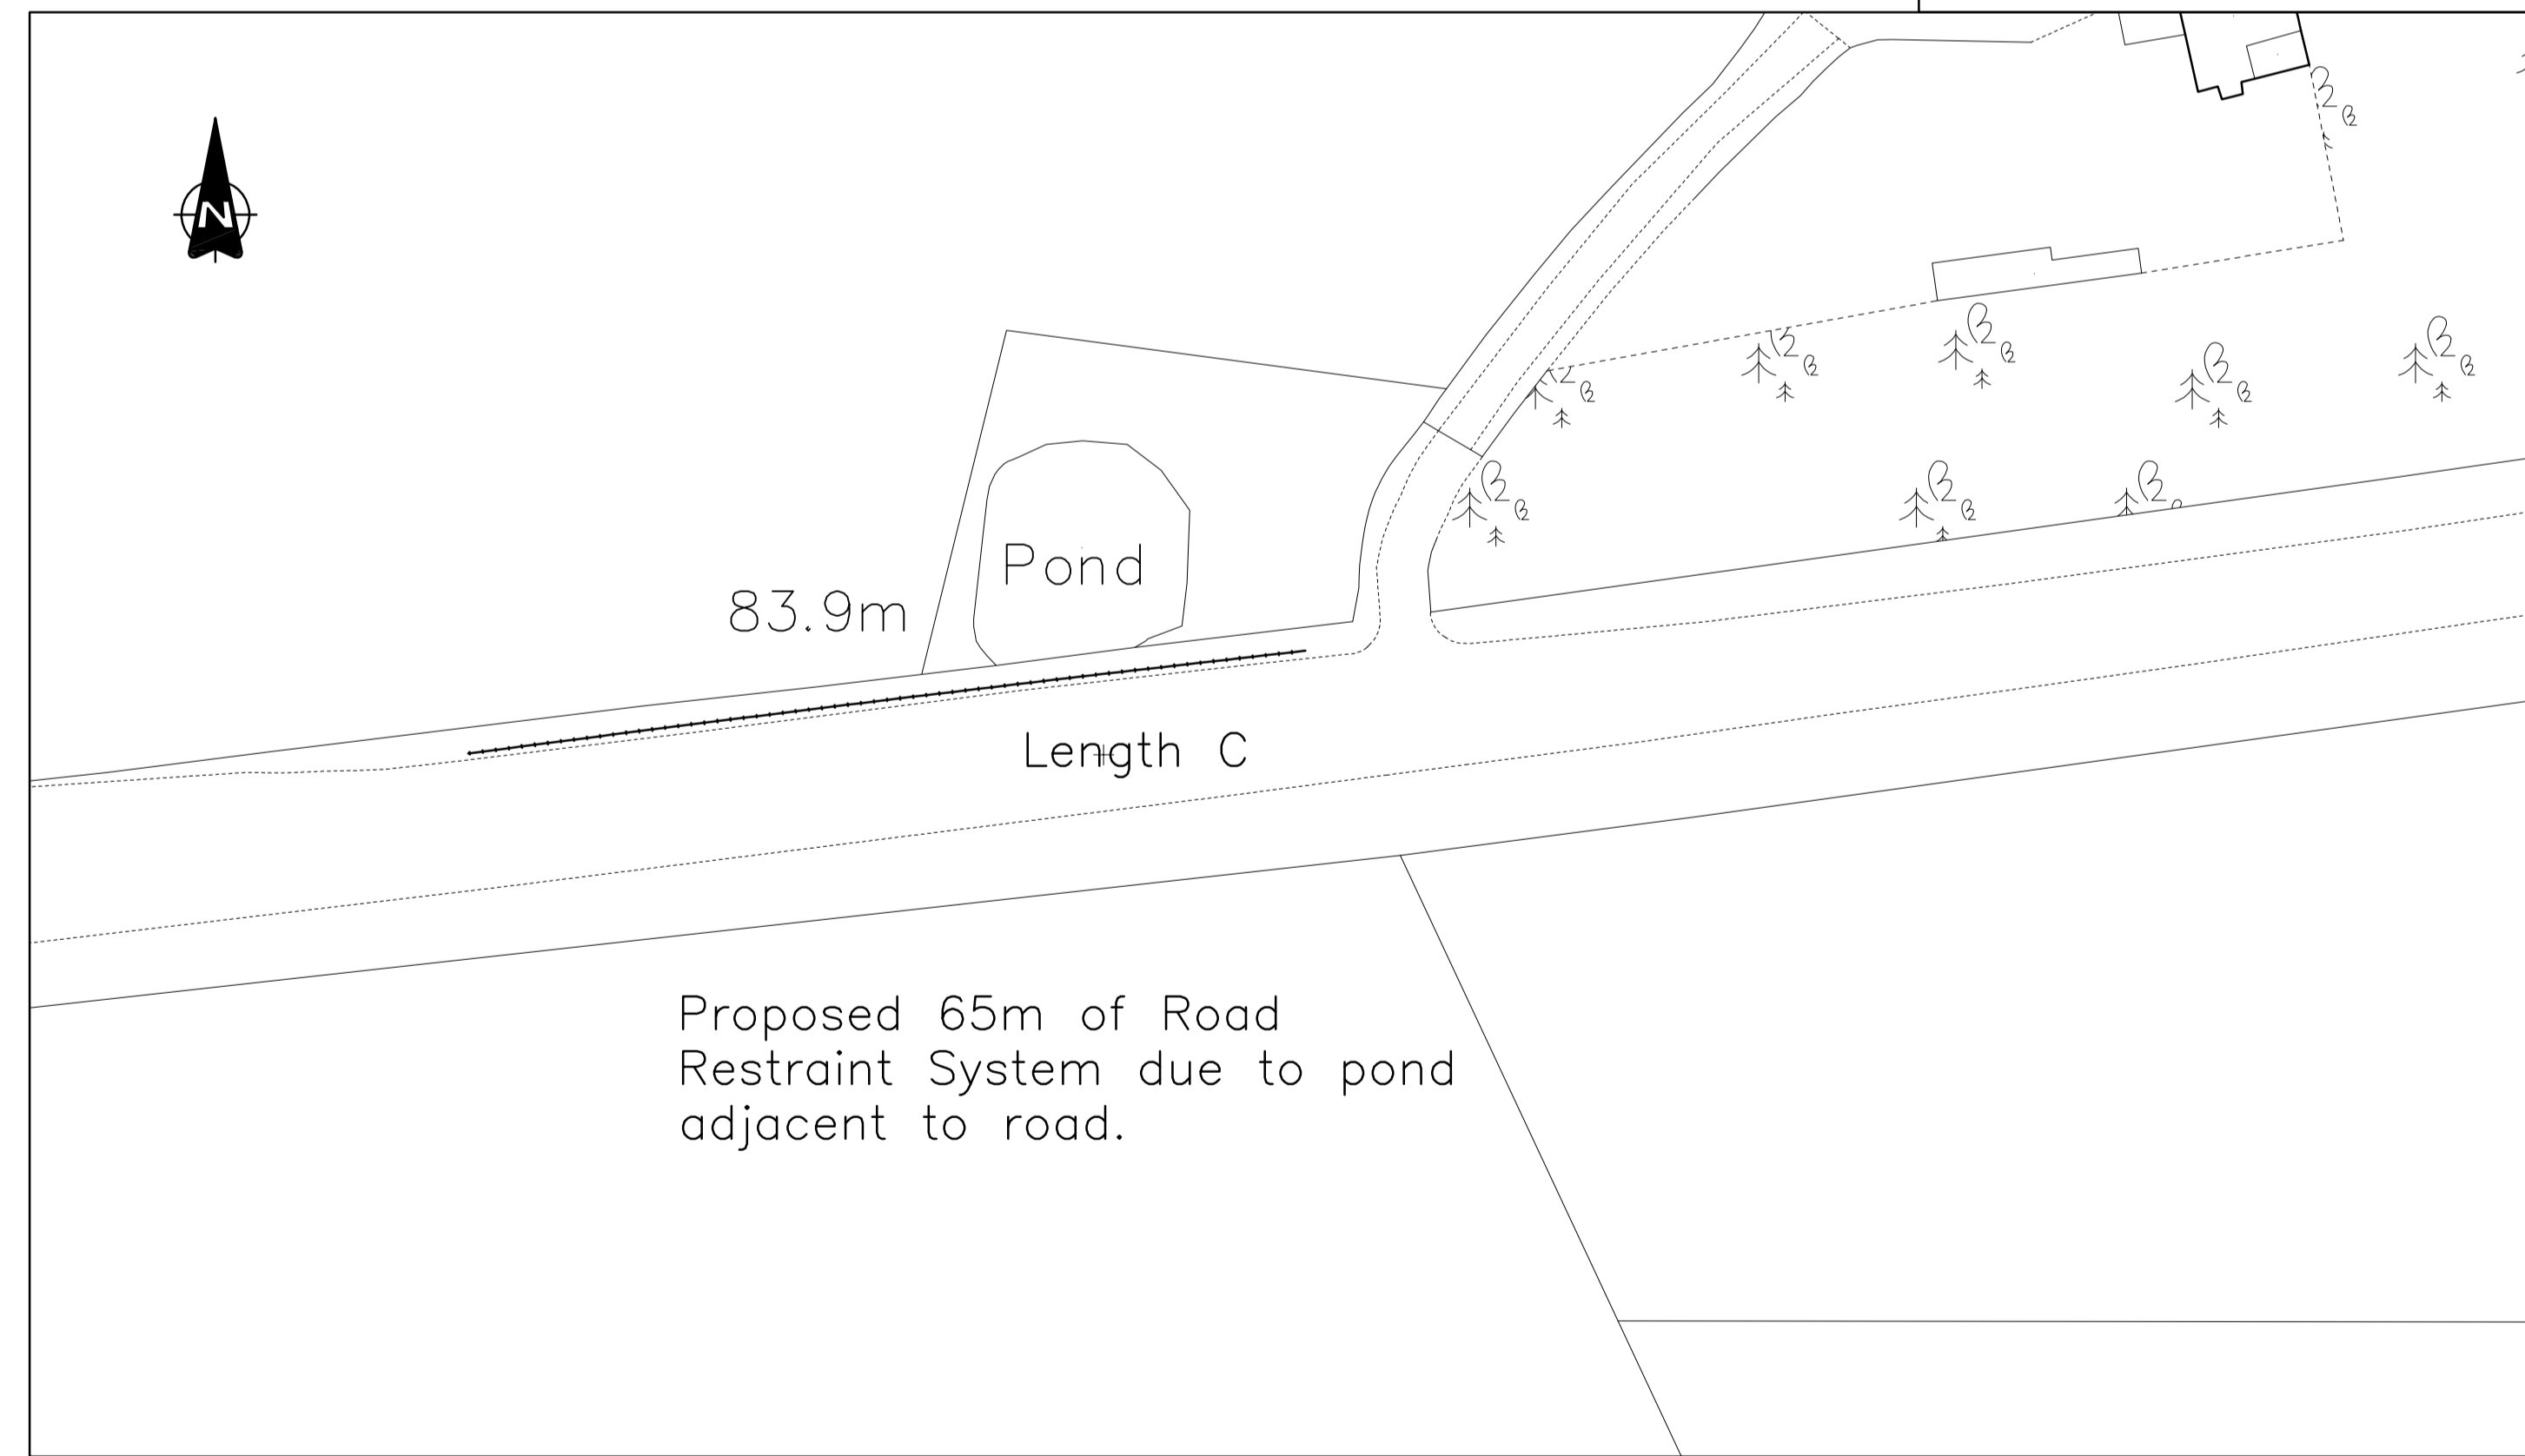 N
Pond
83.9m
Length C
Proposed 65m of Road
Restraint System due to pond
adjacent to road.